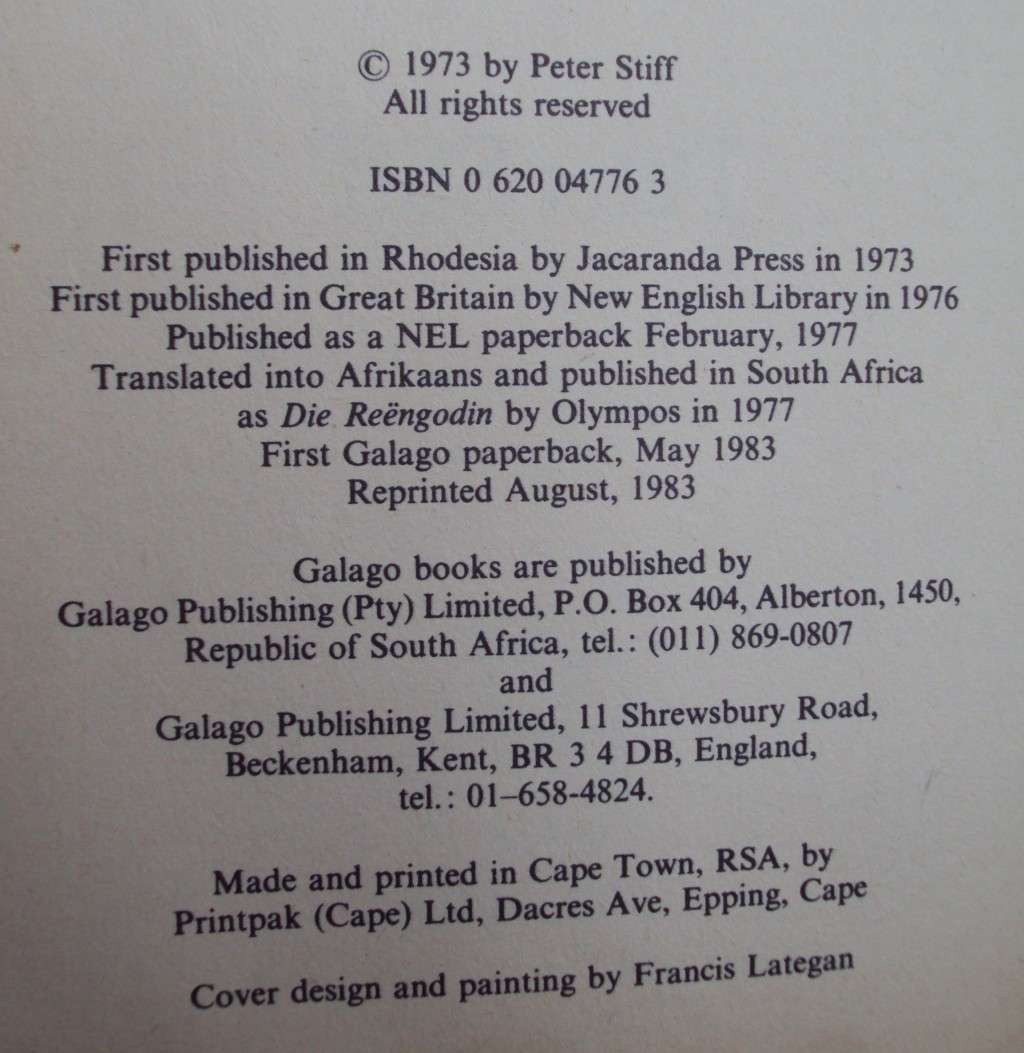 © 1973 by Peter Stiff
All rights reserved
ISBN 0 620 04776 3
First published in Rhodesia by Jacaranda Press in 1973
First published in Great Britain by New English Library in 1976
Published as a NEL paperback February, 1977
Translated into Afrikaans and published in South Africa
as Die Reëngodin by Olympos in 1977
First Galago paperback, May 1983
Reprinted August, 1983
Galago books are published by
Galago Publishing (Pty) Limited, P.O. Box 404, Alberton, 1450,
Republic of South Africa, tel.: (011) 869-0807
and
Galago Publishing Limited, 11 Shrewsbury Road,
Beckenham, Kent, BR 3 4 DB, England,
tel.: 01–658-4824.
Made and printed in Cape Town, RSA, by
Printpak (Cape) Ltd, Dacres Ave, Epping, Cape
Cover design and painting by Francis Lategan